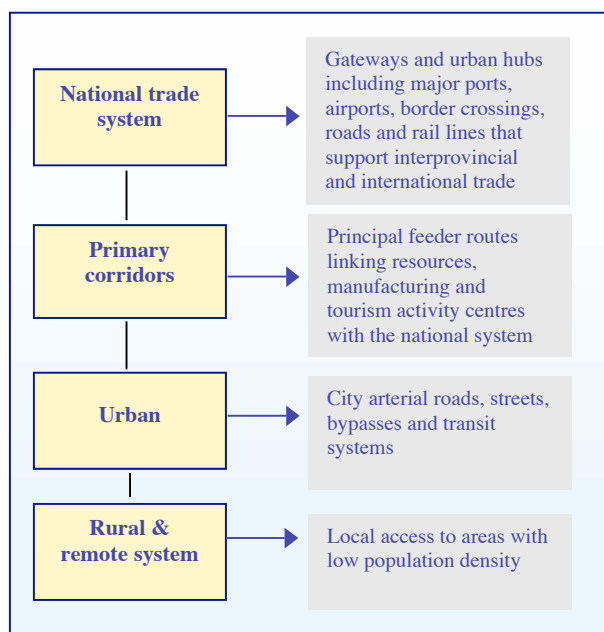 National trade
system
Gateways and urban hubs
including major ports,
airports, border crossings,
roads and rail lines that
support interprovincial
and international trade
Primary
corridors
Principal feeder routes
linking resources,
manufacturing and
tourism activity centres
with the national system
Urban
City arterial roads, streets,
bypasses and transit
systems
Rural &
remote system
Local access to areas with
low population density